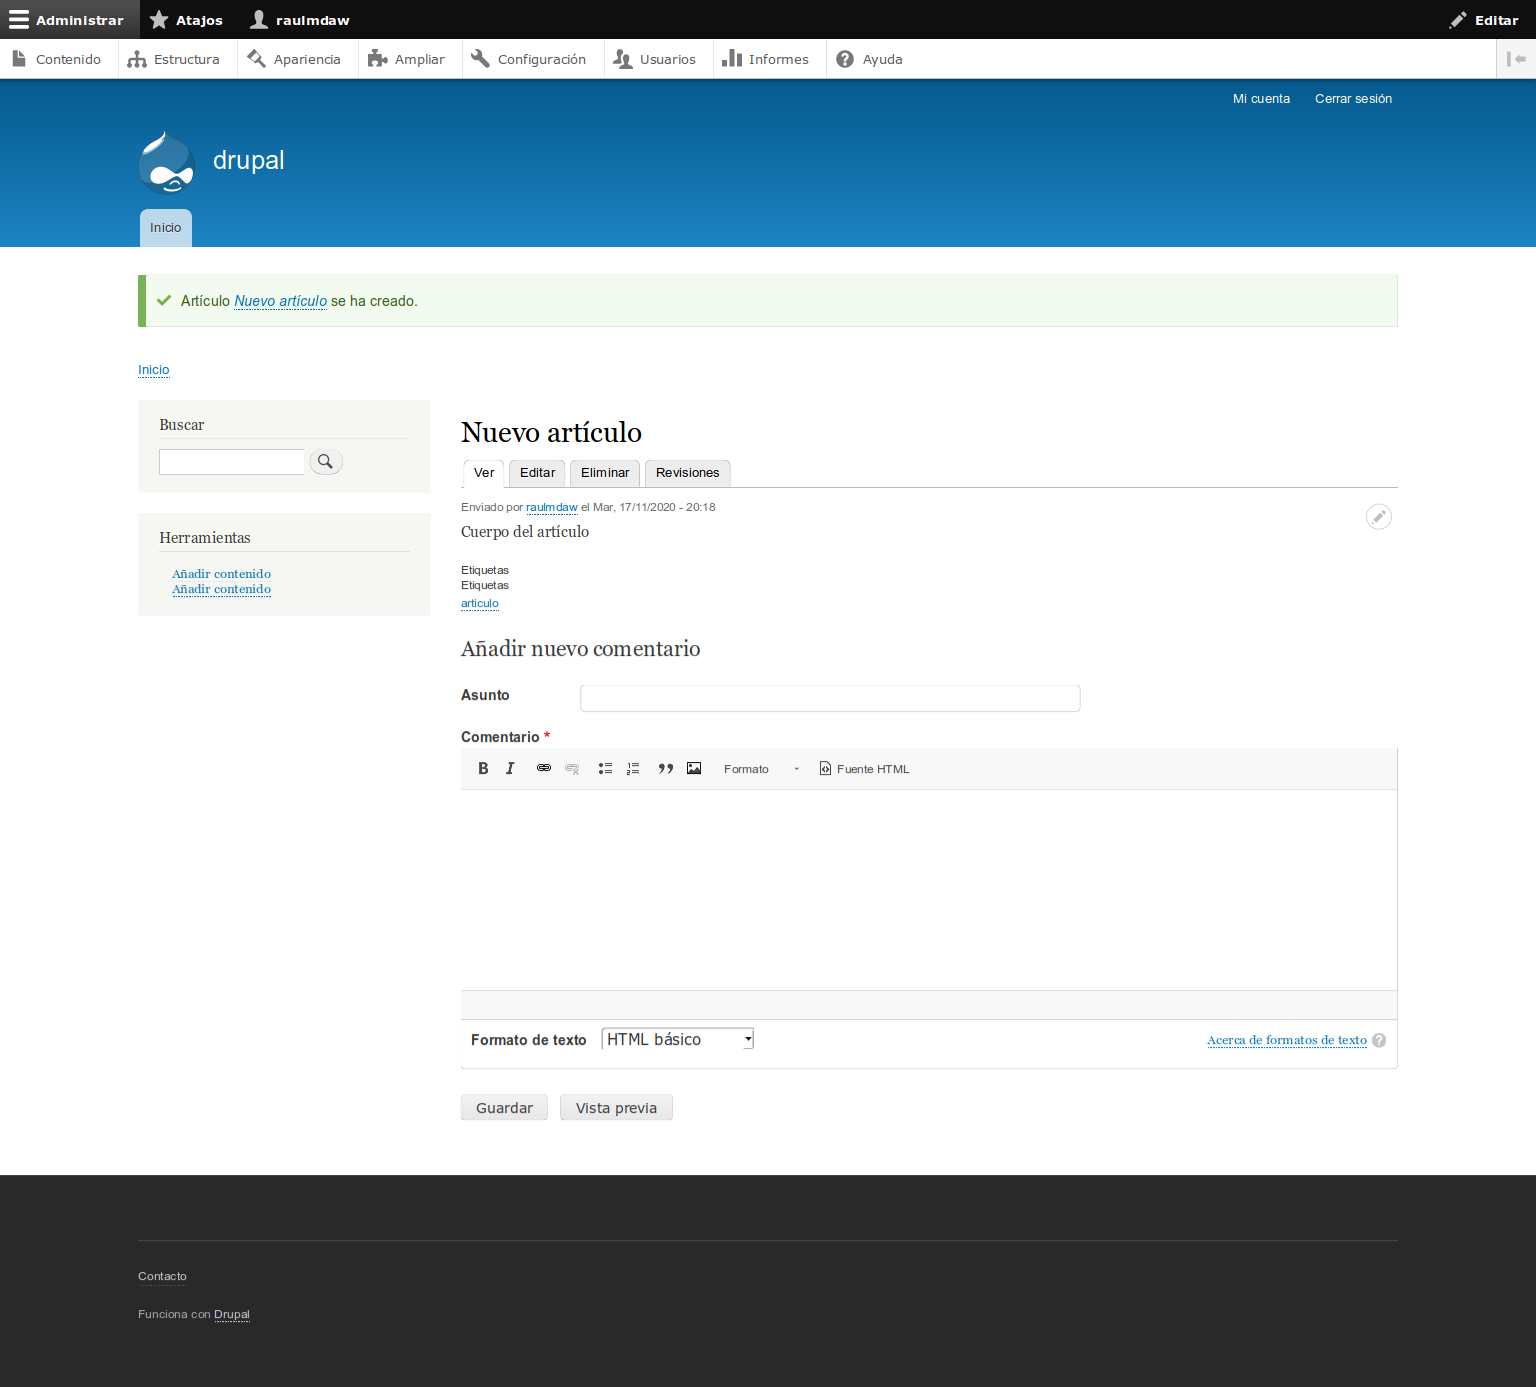 Administrar Atajos raulmdaw Editar
Contenido Estructura Apariencia Ampliar Configuración Usuarios Informes Ayuda
Mi cuenta Cerrar sesión
drupal
Inicio
Artículo Nuevo artículo se ha creado.
Inicio
Buscar
Herramientas
Añadir contenido
Añadir contenido
Nuevo artículo
Ver Editar Eliminar Revisiones
Enviado por raulmdaw el Mar, 17/11/2020 - 20:18
Cuerpo del artículo
Etiquetas
Etiquetas
articulo
Añadir nuevo comentario
Asunto
Comentario *
B I Formato Fuente HTML
Formato de texto HTML básico Acerca de formatos de texto ?
Guardar Vista previa
Contacto
Funciona con Drupal